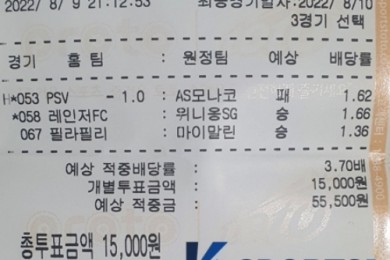 2022/ 8/ 9 21:12:53 최종경기일자:2022/ 8/10
3경기 선택
경기 홈 팀 : 원정팀 예상 배당률
H*053 PSV - 1.0 : AS모나코 패 1.62
*058 레인저FC : 위니옹SG 승 1.66
067 필라필리 : 마이말린 승 1.36
예상 적중배당률 : 3.70배
개별투표금액 : 15,000원
예상 적중금 : 55,500원
총투표금액 15,000원